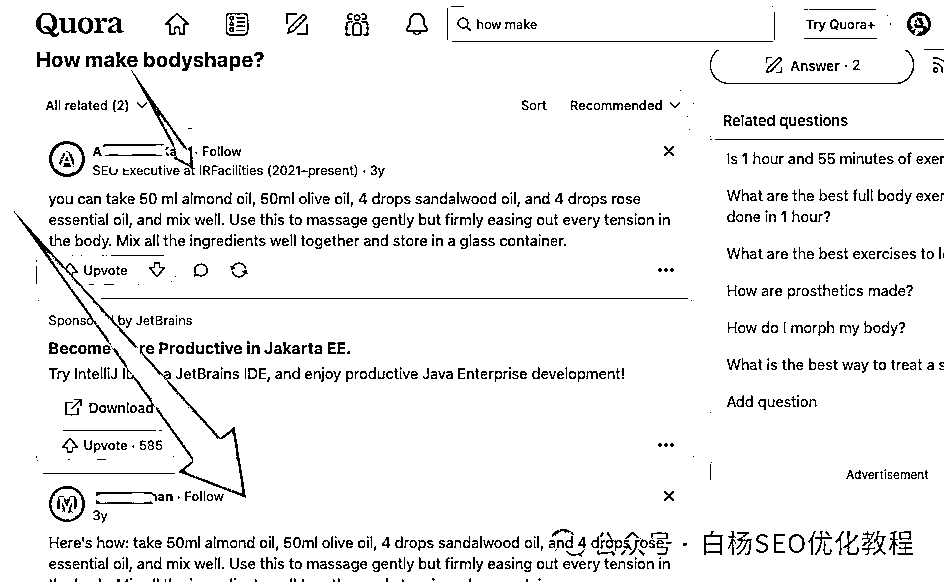 Quora
how make
Try Quora+
How make bodyshape?
Answer · 2
All related (2)
Sort
Recommended
Related questions
A
· Follow
SEO Executive at IRFacilities (2021–present) · 3y
Is 1 hour and 55 minutes of exer
you can take 50 ml almond oil, 50ml olive oil, 4 drops sandalwood oil, and 4 drops rose
essential oil, and mix well. Use this to massage gently but firmly easing out every tension in
the body. Mix all the ingredients well together and store in a glass container.
What are the best full body exer
done in 1 hour?
What are the best exercises to l
Upvote
How are prosthetics made?
Sponsored by JetBrains
How do I morph my body?
Become re Productive in Jakarta EE.
What is the best way to treat a s
Try IntelliJ a JetBrains IDE, and enjoy productive Java Enterprise development!
Add question
Download
Upvote · 585
Advertisement
· Follow
3y
Here's how: take 50ml almond oil, 50ml olive oil, 4 drops sandalwood oil, and 4 drops rose
essential oil, and mix well. Use this to massage gently but firmly easing out every tension in
公众号 · 白杨SEO优化教程